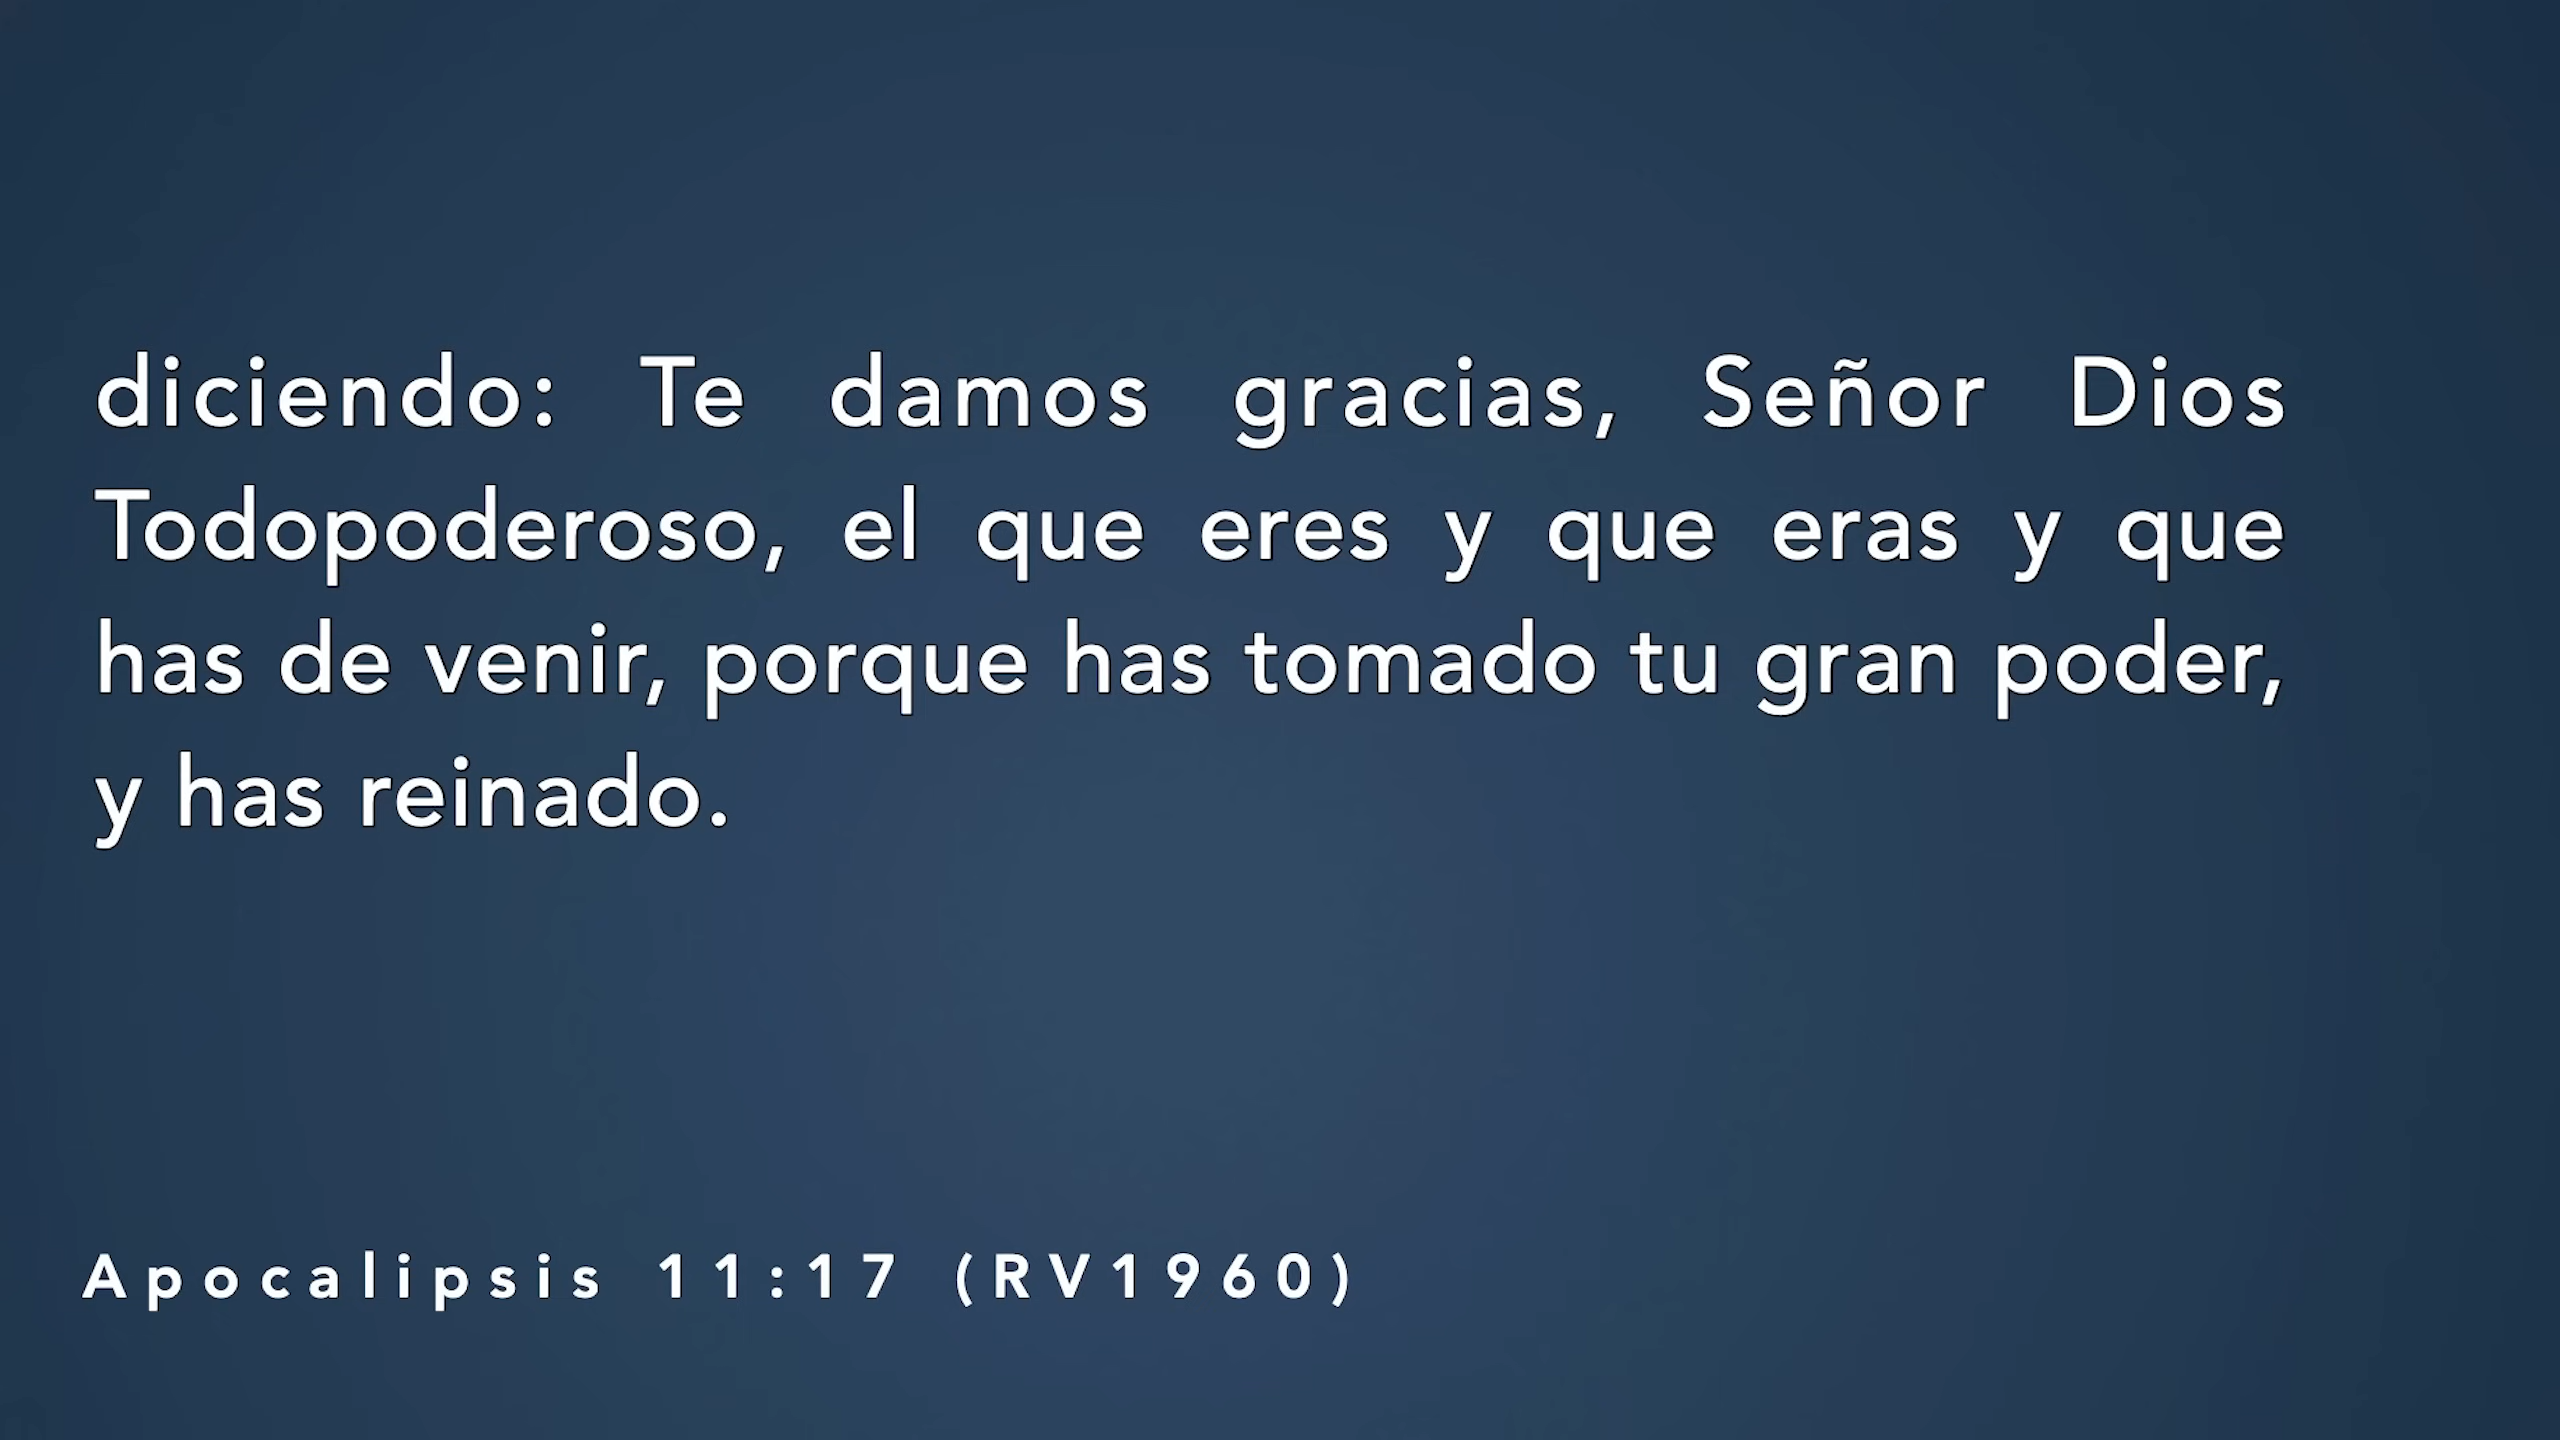 diciendo: Te damos gracias, Señor Dios
Todopoderoso, el que eres y que eras y que
has de venir, porque has tomado tu gran poder,
y has reinado.
Apocalipsis 11:17 (RV1960)